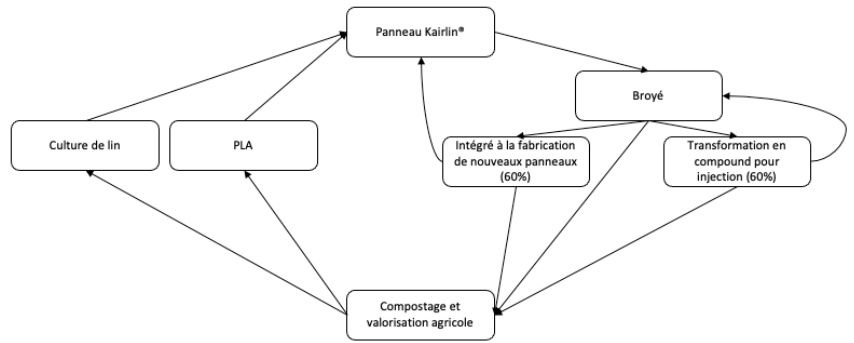 Panneau Kairlin®
Broyé
Culture de lin
PLA
Intégré à la fabrication
de nouveaux panneaux
(60%)
Transformation en
compound pour
injection (60%)
Compostage et
valorisation agricole